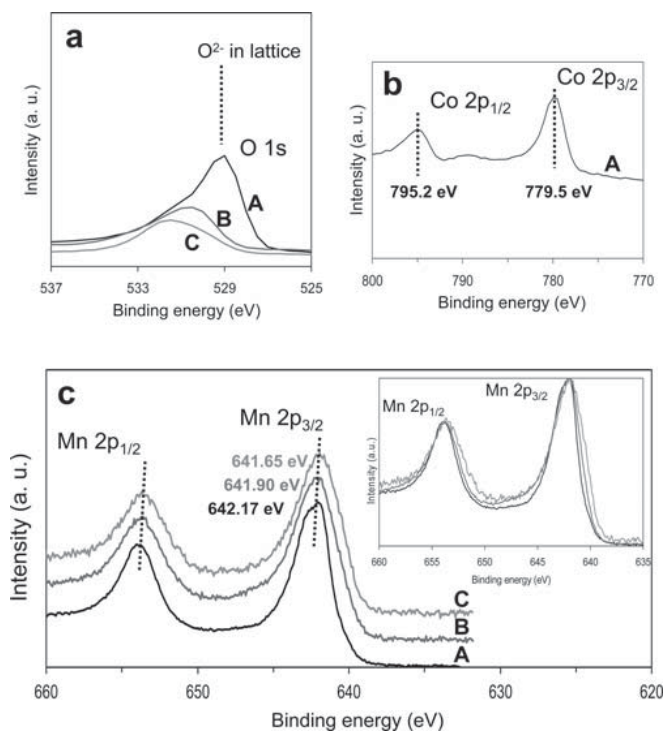 a
O²⁻ in lattice
O 1s
A
B
C
Intensity (a. u.)
537 533 529 525
Binding energy (eV)
b
Co 2p₁/₂
Co 2p₃/₂
A
795.2 eV
779.5 eV
Intensity (a. u.)
800 790 780 770
Binding energy (eV)
c
Mn 2p₁/₂
Mn 2p₃/₂
641.65 eV
641.90 eV
642.17 eV
C
B
A
Intensity (a. u.)
660 650 640 630 620
Binding energy (eV)
Mn 2p₁/₂
Mn 2p₃/₂
Intensity (a.u.)
660 655 650 645 640 635
Binding energy (eV)